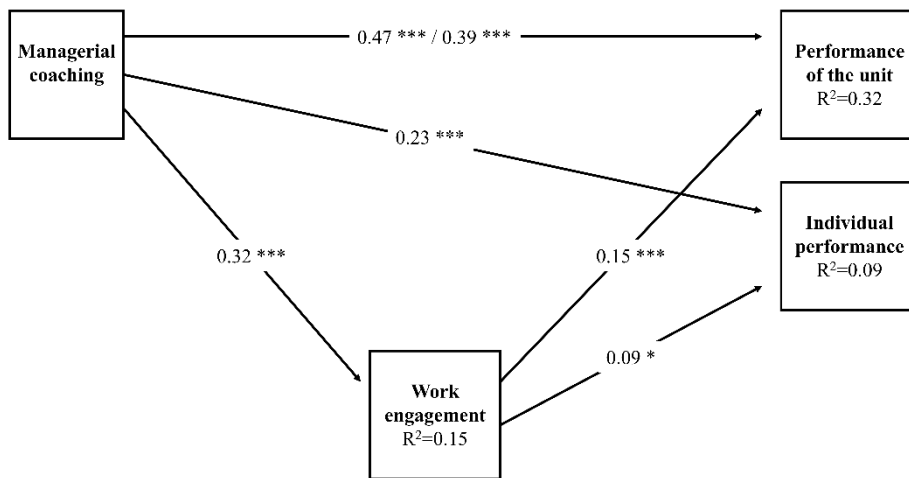 Managerial
coaching
0.47 *** / 0.39 ***
Performance
of the unit
R²=0.32
0.23 ***
Individual
performance
R²=0.09
0.32 ***
0.15 ***
0.09 *
Work
engagement
R²=0.15